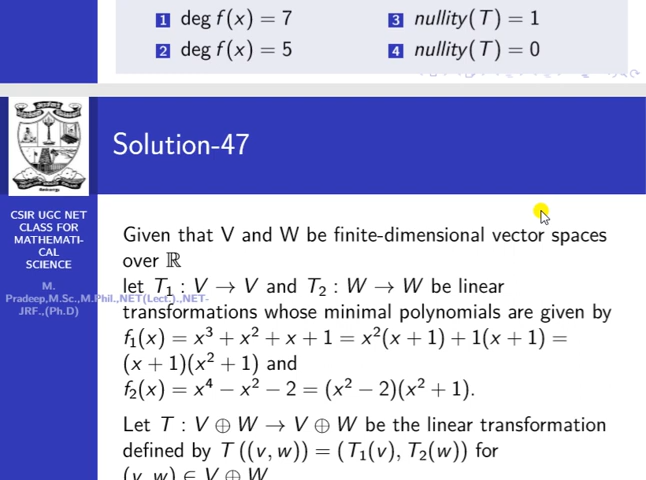 1 deg f(x) = 7
3 nullity(T) = 1
2 deg f(x) = 5
4 nullity(T) = 0
Solution-47
CSIR UGC NET
CLASS FOR
MATHEMATI-
CAL
SCIENCE
M.
Pradeep,M.Sc.,M.Phil.,NET(Lect.).,NET-
JRF.,(Ph.D)
Given that V and W be finite-dimensional vector spaces
over ℝ
let T₁ : V → V and T₂ : W → W be linear
transformations whose minimal polynomials are given by
f₁(x) = x³ + x² + x + 1 = x²(x + 1) + 1(x + 1) =
(x + 1)(x² + 1) and
f₂(x) = x⁴ − x² − 2 = (x² − 2)(x² + 1).
Let T : V ⊕ W → V ⊕ W be the linear transformation
defined by T ((v, w)) = (T₁(v), T₂(w)) for
(v, w) ∈ V ⊕ W